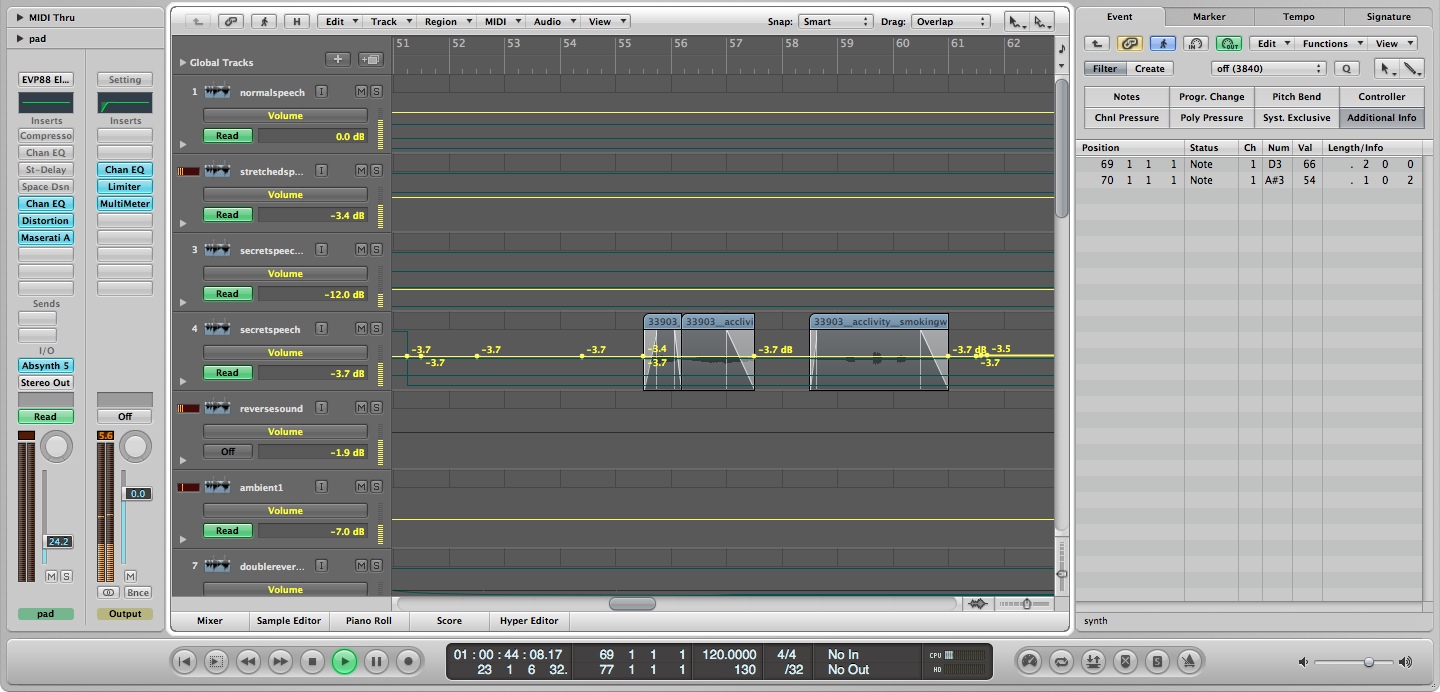 MIDI Thru
pad
EVP88 El... Setting
Inserts Inserts
Compresso
Chan EQ
St-Delay Chan EQ
Space Dsn Limiter
Chan EQ MultiMeter
Distortion
Maserati A
Sends
I/O
Absynth 5
Stereo Out
Read Off
5.6
0.0
24.2
M S M
Bnce
pad Output
H Edit Track Region MIDI Audio View Snap: Smart Drag: Overlap
51 52 53 54 55 56 57 58 59 60 61 62
Global Tracks
1 normalspeech I M S
Volume
Read 0.0 dB
stretchedsp... I M S
Volume
Read -3.4 dB
3 secretspeec... I M S
Volume
Read -12.0 dB
4 secretspeech I M S
Volume
Read -3.7 dB
33903_ 33903__acclivi 33903__acclivity__smokingw
-3.7 -3.7 -3.7 -3.4 -3.7 dB -3.7 dB -3.5
-3.7 -3.7 -3.7
reversesound I M S
Volume
Off -1.9 dB
ambient1 I M S
Volume
Read -7.0 dB
7 doublerever... I M S
Volume
Mixer Sample Editor Piano Roll Score Hyper Editor
Event Marker Tempo Signature
IN OUT Edit Functions View
Filter Create off (3840) Q
Notes Progr. Change Pitch Bend Controller
Chnl Pressure Poly Pressure Syst. Exclusive Additional Info
Position Status Ch Num Val Length/Info
69 1 1 1 Note 1 D3 66 . 2 0 0
70 1 1 1 Note 1 A#3 54 . 1 0 2
synth
01 : 00 : 44 : 08.17 69 1 1 1 120.0000 4/4 No In CPU
23 1 6 32. 77 1 1 1 130 /32 No Out HD
S